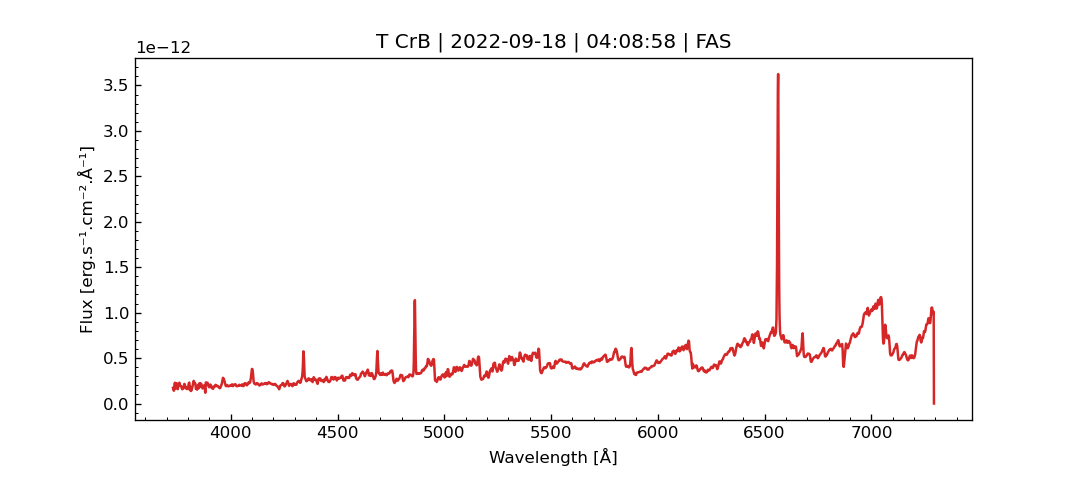 T CrB | 2022-09-18 | 04:08:58 | FAS
1e−12
3.5
3.0
2.5
2.0
1.5
1.0
0.5
0.0
Flux [erg.s⁻¹.cm⁻².Å⁻¹]
4000 4500 5000 5500 6000 6500 7000
Wavelength [Å]